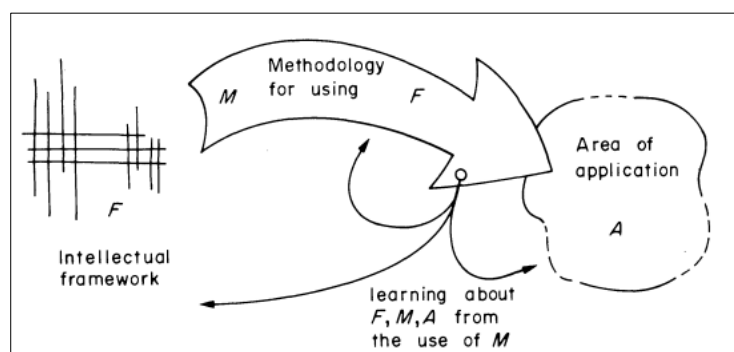 Methodology
M for using F
Area of
application
F
A
Intellectual
framework
learning about
F, M, A from
the use of M